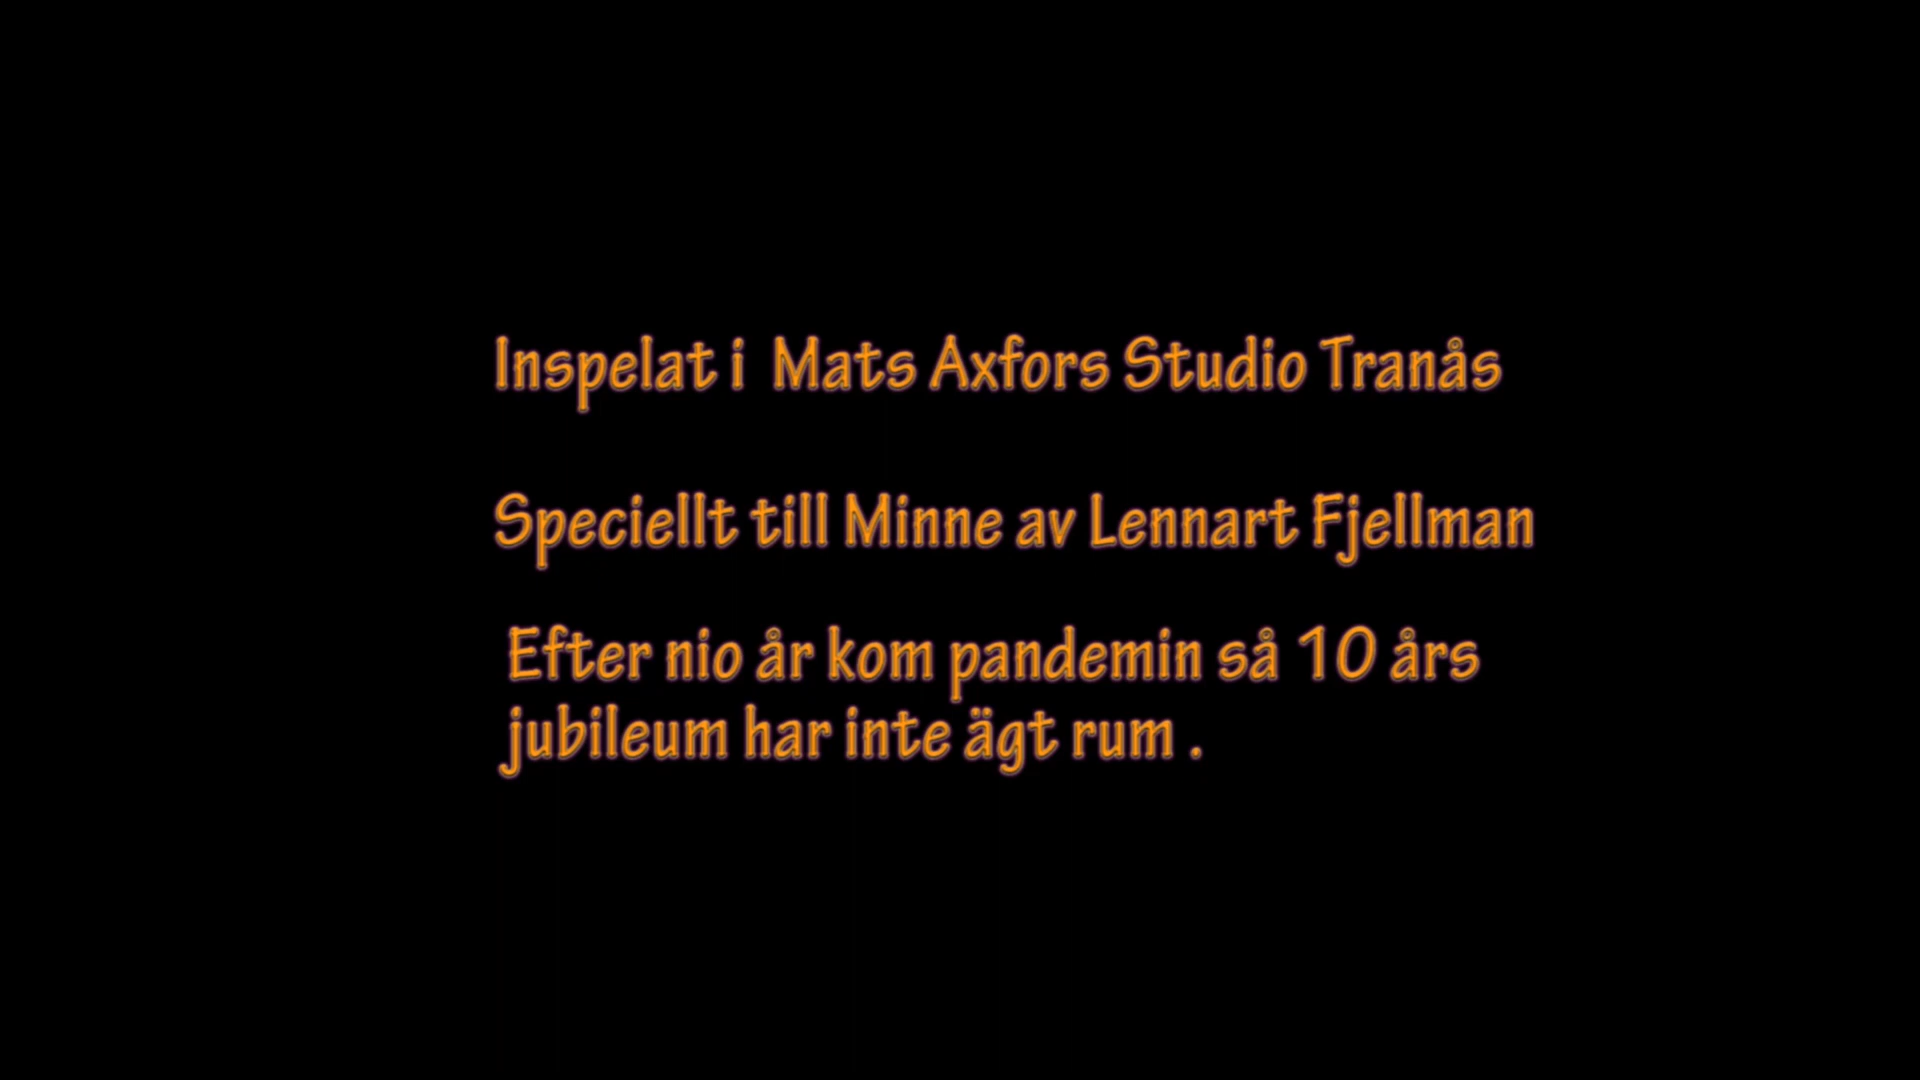 Inspelat i  Mats Axfors Studio Tranås
Speciellt till Minne av Lennart Fjellman
Efter nio år kom pandemin så 10 års
jubileum har inte ägt rum .